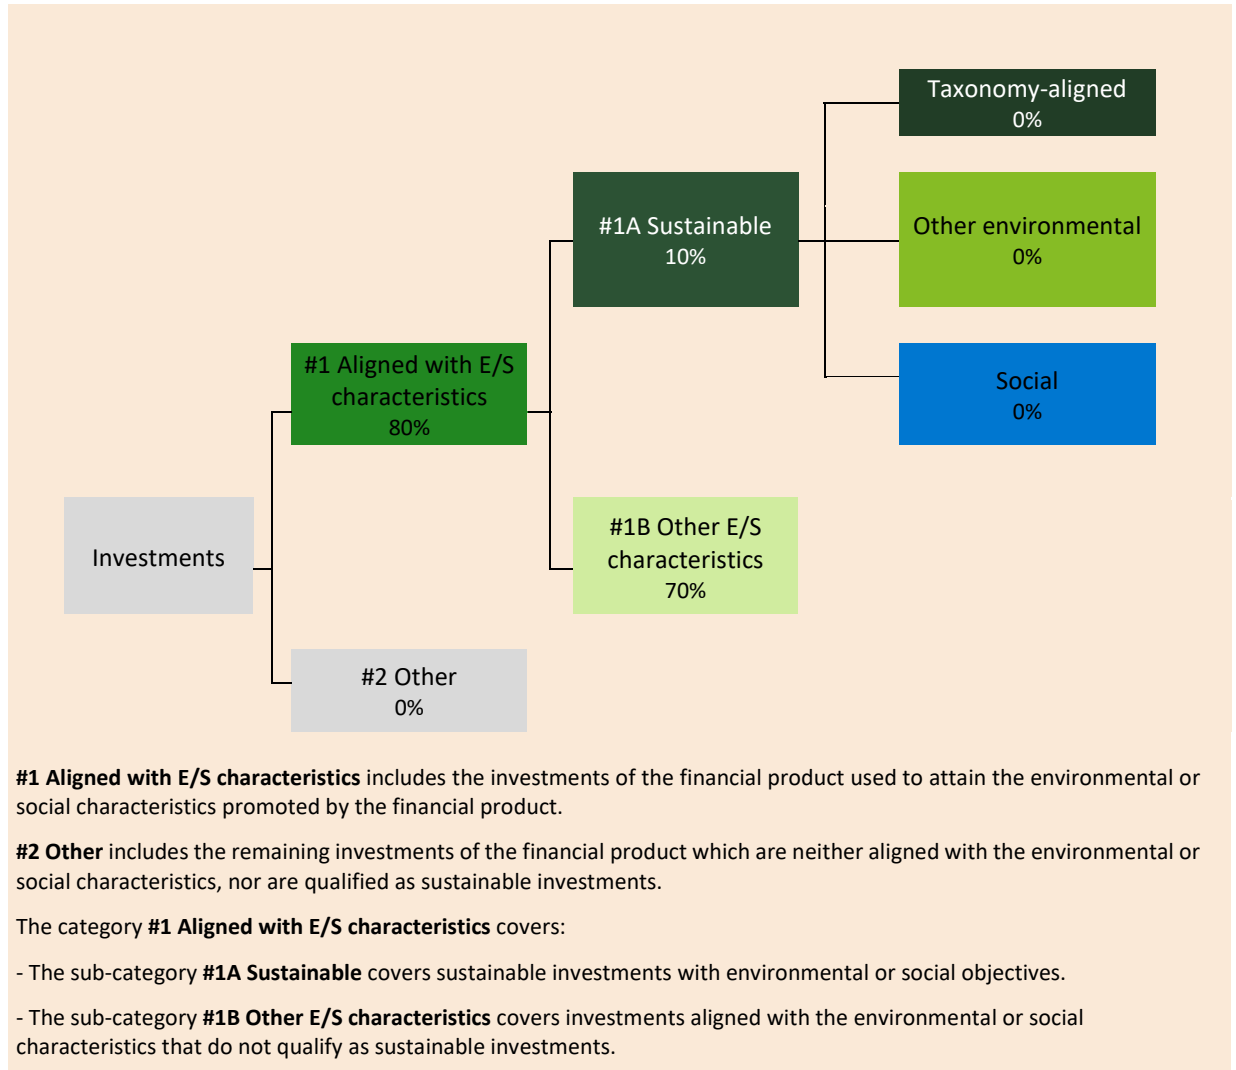 Taxonomy-aligned
0%
#1A Sustainable
10%
Other environmental
0%
#1 Aligned with E/S
characteristics
80%
Social
0%
Investments
#1B Other E/S
characteristics
70%
#2 Other
0%
#1 Aligned with E/S characteristics includes the investments of the financial product used to attain the environmental or
social characteristics promoted by the financial product.
#2 Other includes the remaining investments of the financial product which are neither aligned with the environmental or
social characteristics, nor are qualified as sustainable investments.
The category #1 Aligned with E/S characteristics covers:
- The sub-category #1A Sustainable covers sustainable investments with environmental or social objectives.
- The sub-category #1B Other E/S characteristics covers investments aligned with the environmental or social
characteristics that do not qualify as sustainable investments.